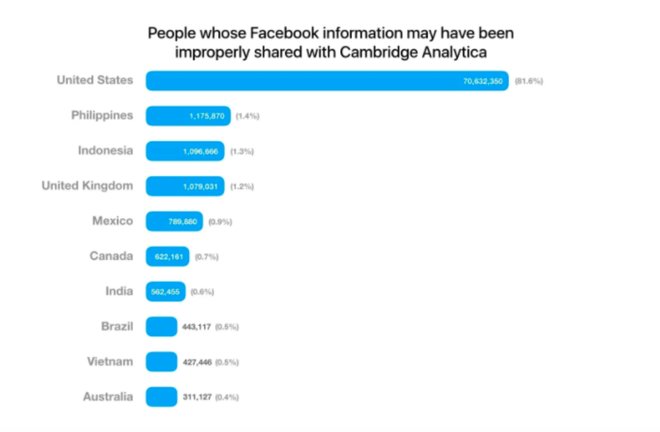 People whose Facebook information may have been
improperly shared with Cambridge Analytica
United States 70,632,350 (81.6%)
Philippines 1,175,870 (1.4%)
Indonesia 1,096,666 (1.3%)
United Kingdom 1,079,031 (1.2%)
Mexico 789,880 (0.9%)
Canada 622,161 (0.7%)
India 562,455 (0.6%)
Brazil 443,117 (0.5%)
Vietnam 427,446 (0.5%)
Australia 311,127 (0.4%)